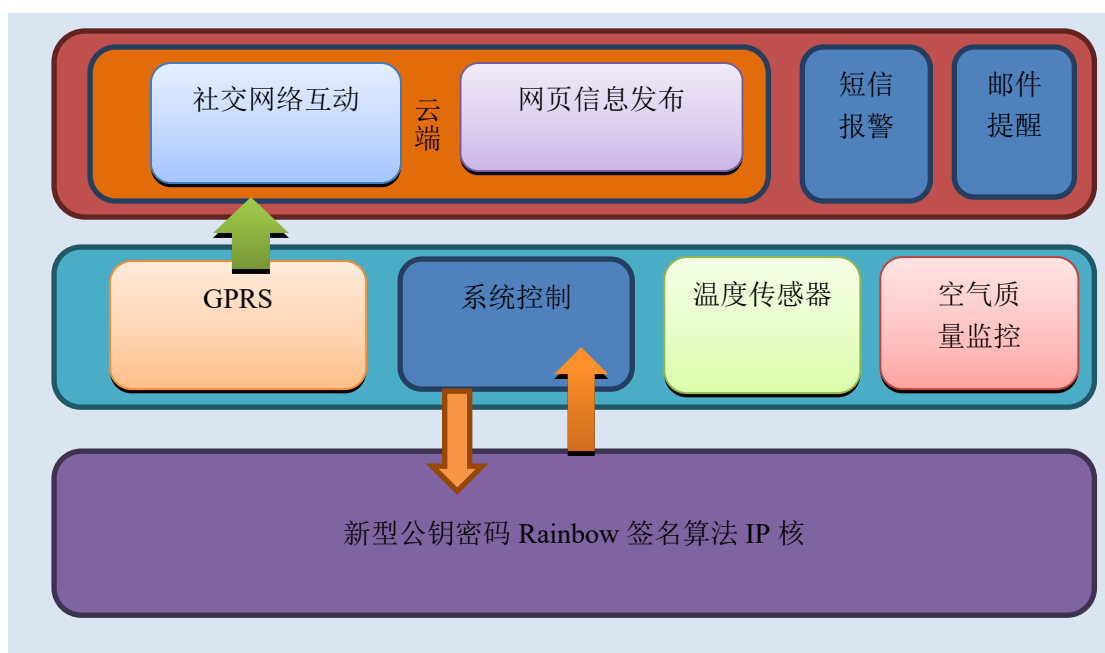 社交网络互动
云
端
网页信息发布
短信
报警
邮件
提醒
GPRS
系统控制
温度传感器
空气质
量监控
新型公钥密码 Rainbow 签名算法 IP 核